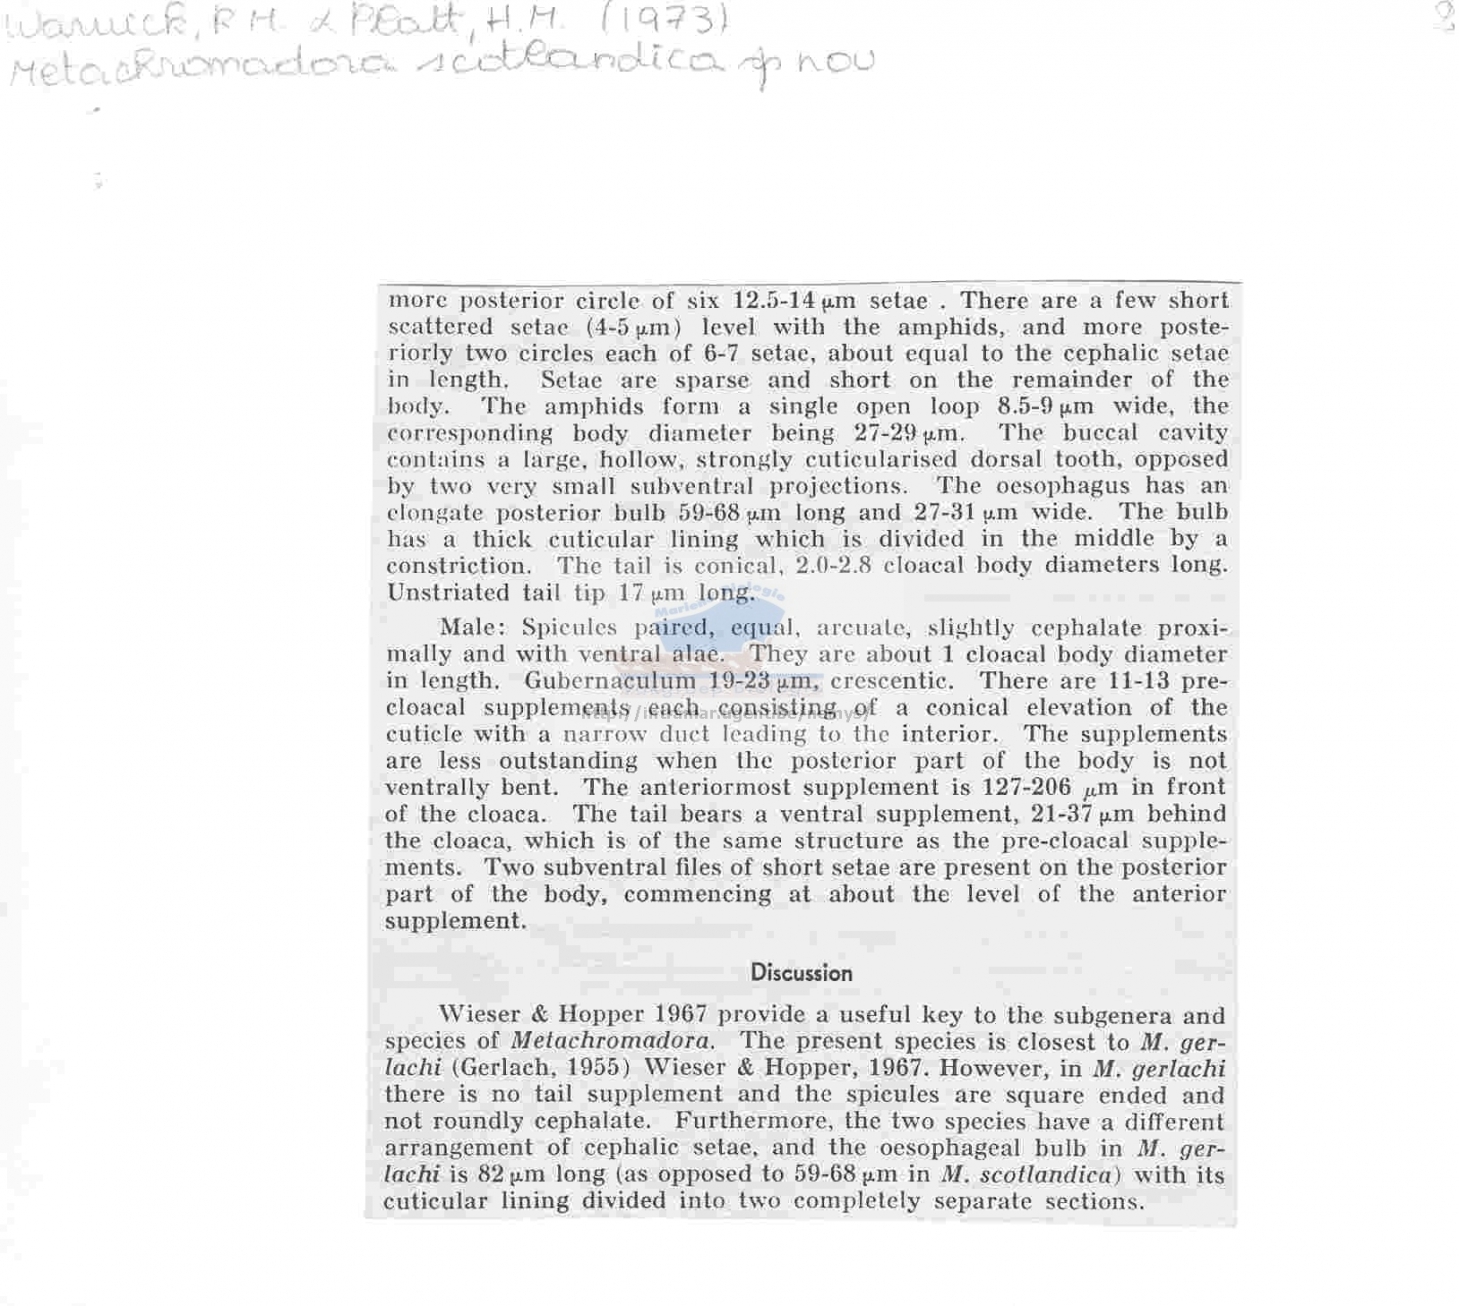 Warwick, R M. & Platt, H.M. (1973) 2
Metachromadora scotlandica sp nov
more posterior circle of six 12.5-14 µm setae . There are a few short
scattered setae (4-5 µm) level with the amphids, and more poste-
riorly two circles each of 6-7 setae, about equal to the cephalic setae
in length. Setae are sparse and short on the remainder of the
body. The amphids form a single open loop 8.5-9 µm wide, the
corresponding body diameter being 27-29 µm. The buccal cavity
contains a large, hollow, strongly cuticularised dorsal tooth, opposed
by two very small subventral projections. The oesophagus has an
elongate posterior bulb 59-68 µm long and 27-31 µm wide. The bulb
has a thick cuticular lining which is divided in the middle by a
constriction. The tail is conical, 2.0-2.8 cloacal body diameters long.
Unstriated tail tip 17 µm long.
Male: Spicules paired, equal, arcuate, slightly cephalate proxi-
mally and with ventral alae. They are about 1 cloacal body diameter
in length. Gubernaculum 19-23 µm, crescentic. There are 11-13 pre-
cloacal supplements each consisting of a conical elevation of the
cuticle with a narrow duct leading to the interior. The supplements
are less outstanding when the posterior part of the body is not
ventrally bent. The anteriormost supplement is 127-206 µm in front
of the cloaca. The tail bears a ventral supplement, 21-37 µm behind
the cloaca, which is of the same structure as the pre-cloacal supple-
ments. Two subventral files of short setae are present on the posterior
part of the body, commencing at about the level of the anterior
supplement.
Discussion
Wieser & Hopper 1967 provide a useful key to the subgenera and
species of Metachromadora. The present species is closest to M. ger-
lachi (Gerlach, 1955) Wieser & Hopper, 1967. However, in M. gerlachi
there is no tail supplement and the spicules are square ended and
not roundly cephalate. Furthermore, the two species have a different
arrangement of cephalic setae, and the oesophageal bulb in M. ger-
lachi is 82 µm long (as opposed to 59-68 µm in M. scotlandica) with its
cuticular lining divided into two completely separate sections.